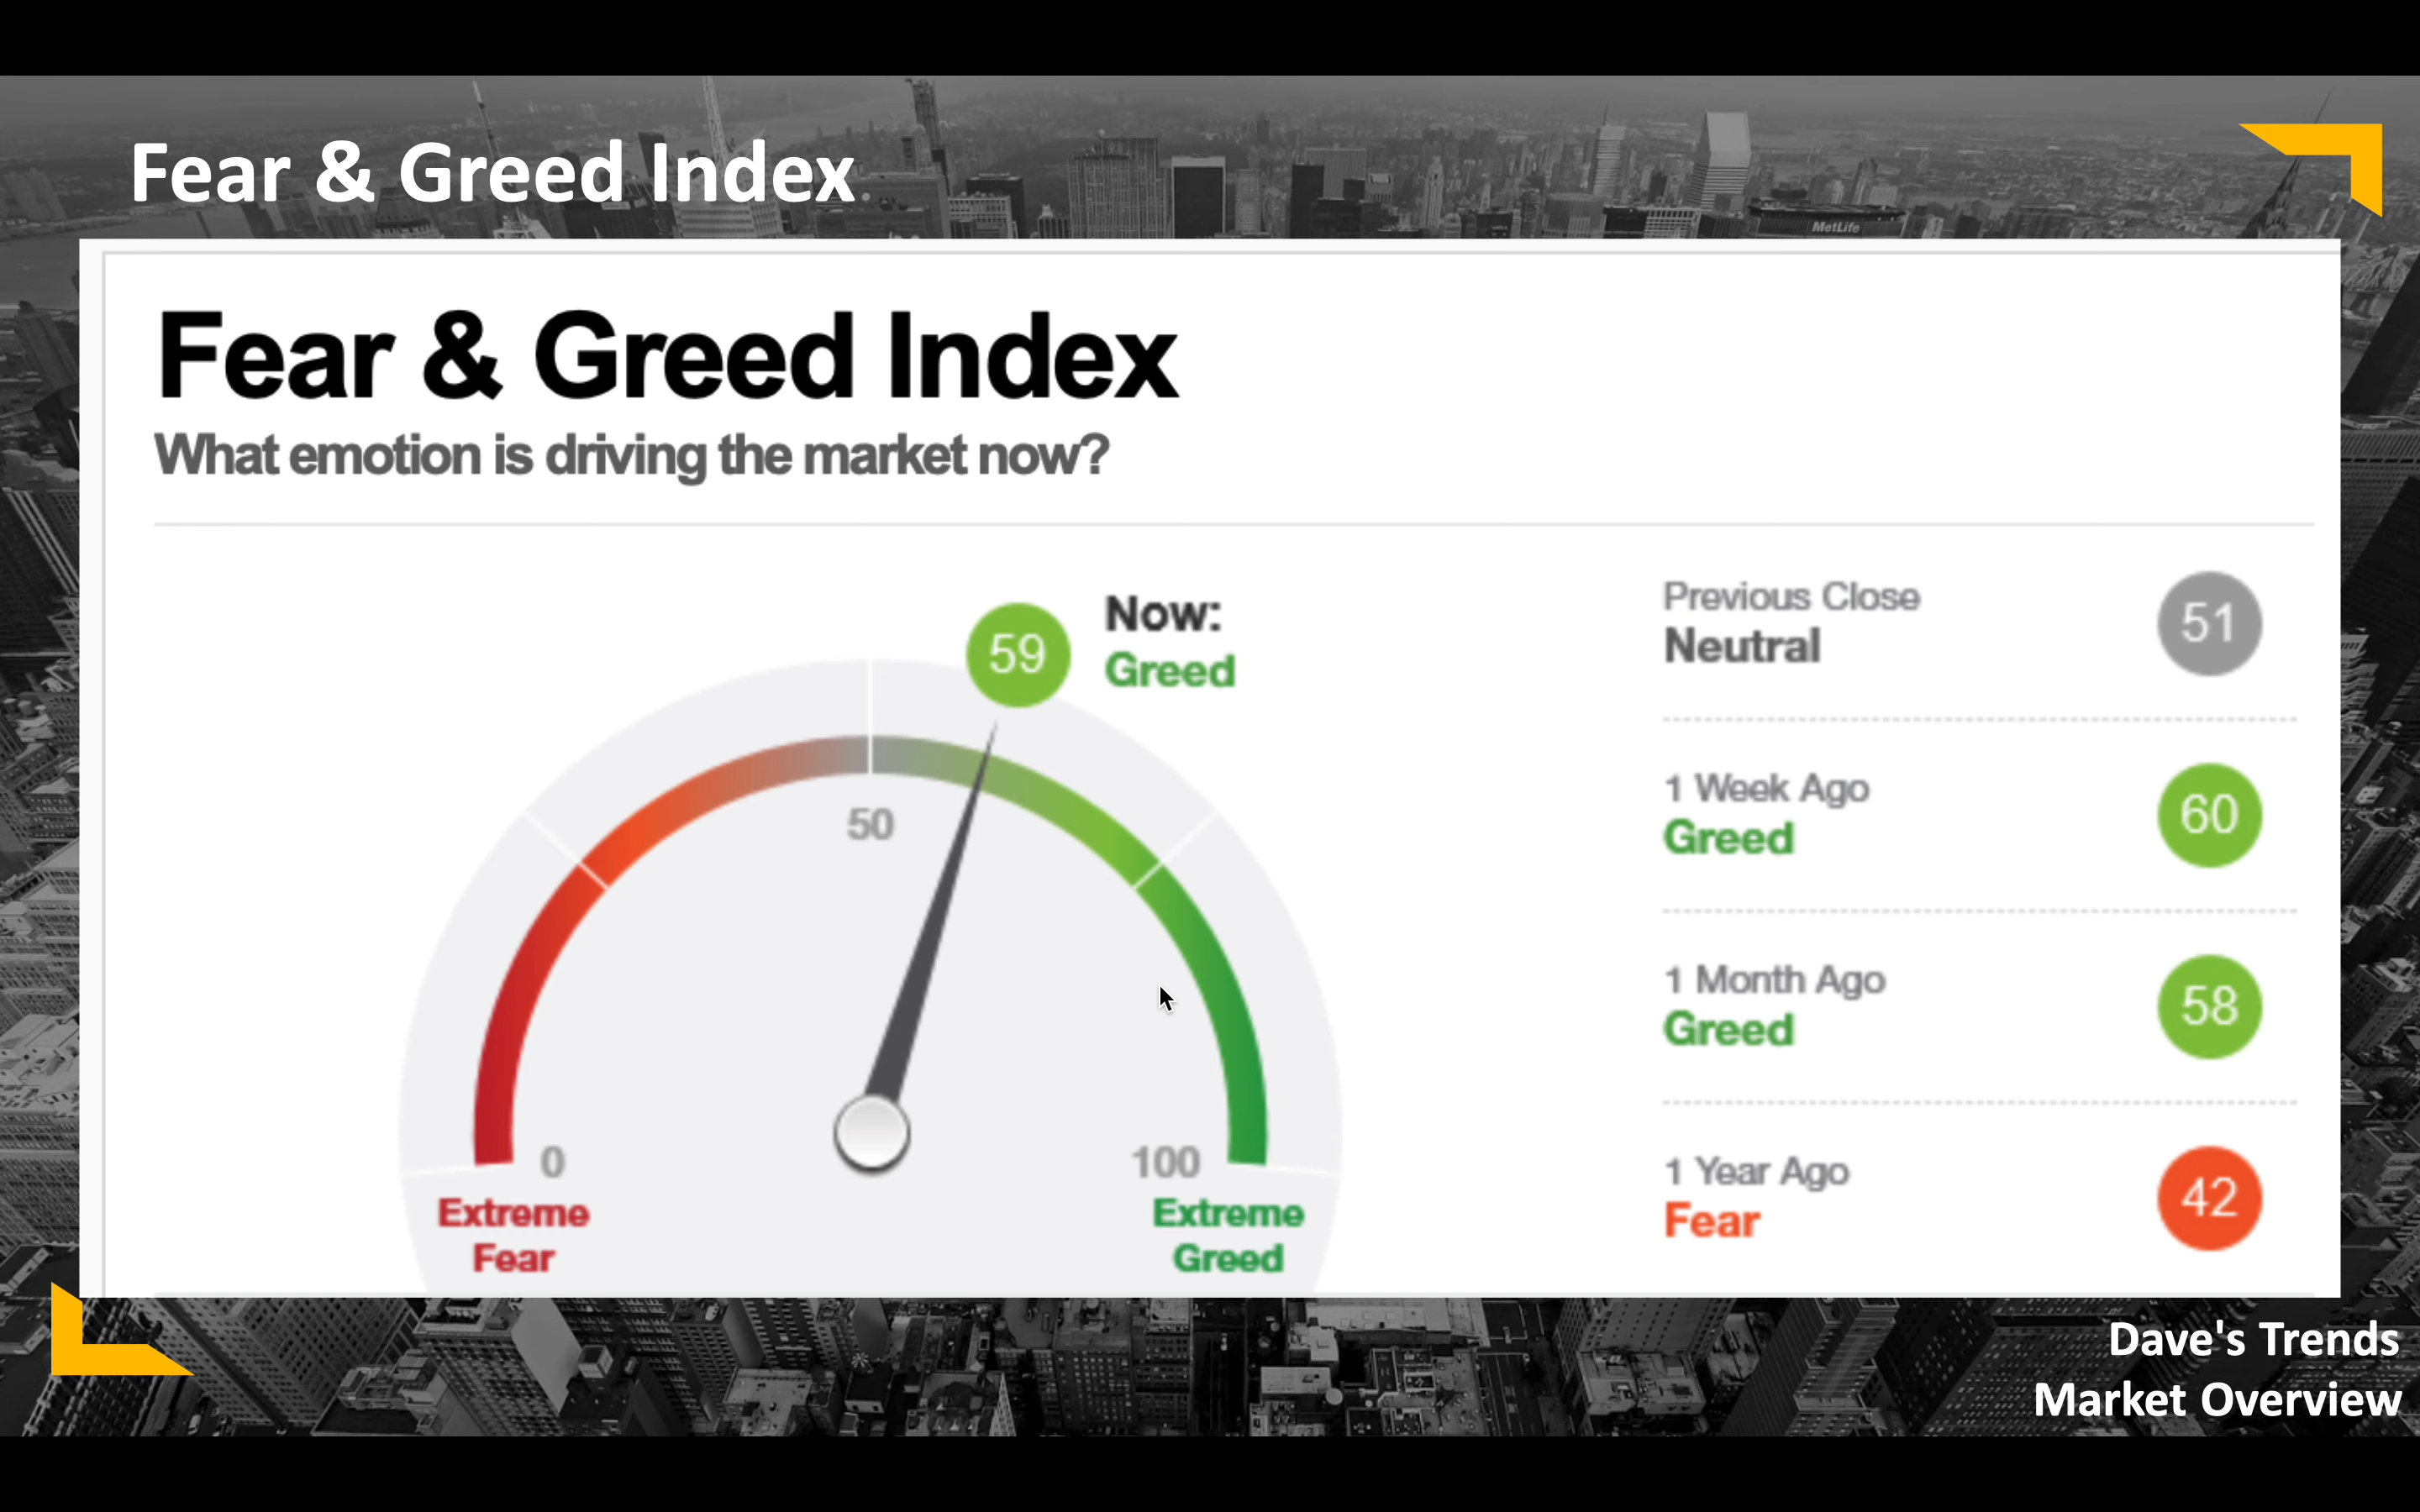 Fear & Greed Index
MetLife
Fear & Greed Index
What emotion is driving the market now?
59
Now:
Greed
50
0
100
Extreme
Fear
Extreme
Greed
Previous Close
Neutral
51
1 Week Ago
Greed
60
1 Month Ago
Greed
58
1 Year Ago
Fear
42
Dave's Trends
Market Overview